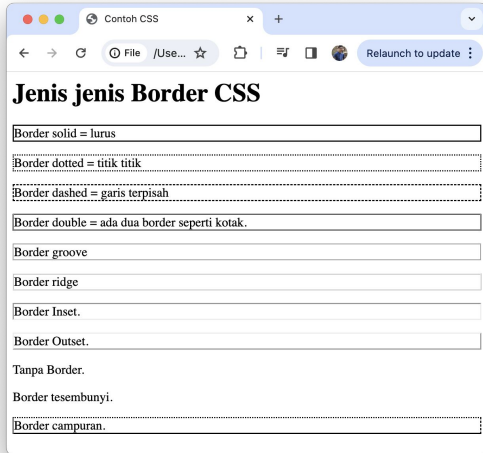 Contoh CSS
File /Use...
Relaunch to update
Jenis jenis Border CSS
Border solid = lurus
Border dotted = titik titik
Border dashed = garis terpisah
Border double = ada dua border seperti kotak.
Border groove
Border ridge
Border Inset.
Border Outset.
Tanpa Border.
Border tesembunyi.
Border campuran.